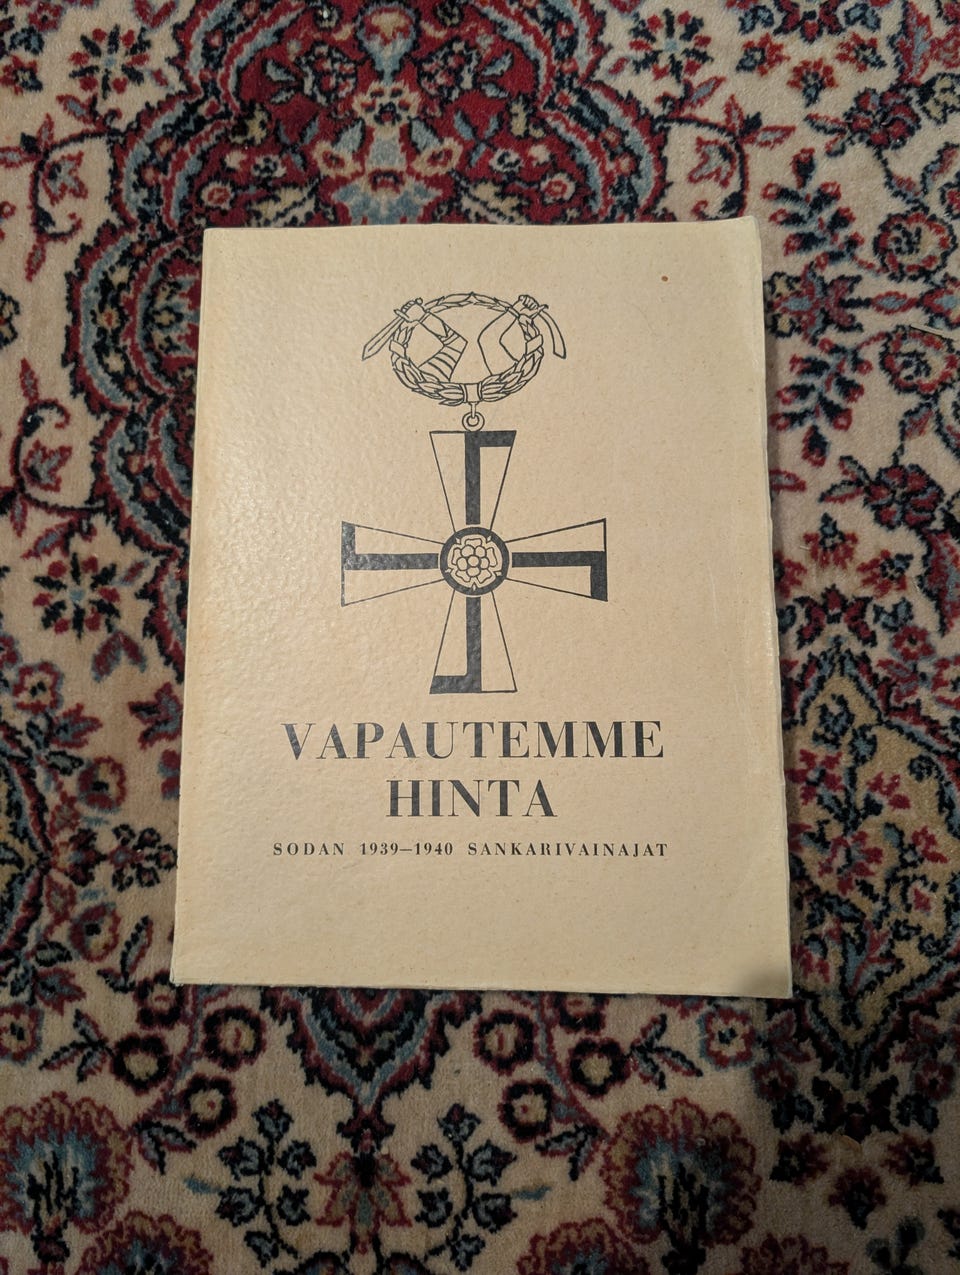 VAPAUTEMME
HINTA
SODAN 1939—1940 SANKARIVAINAJAT